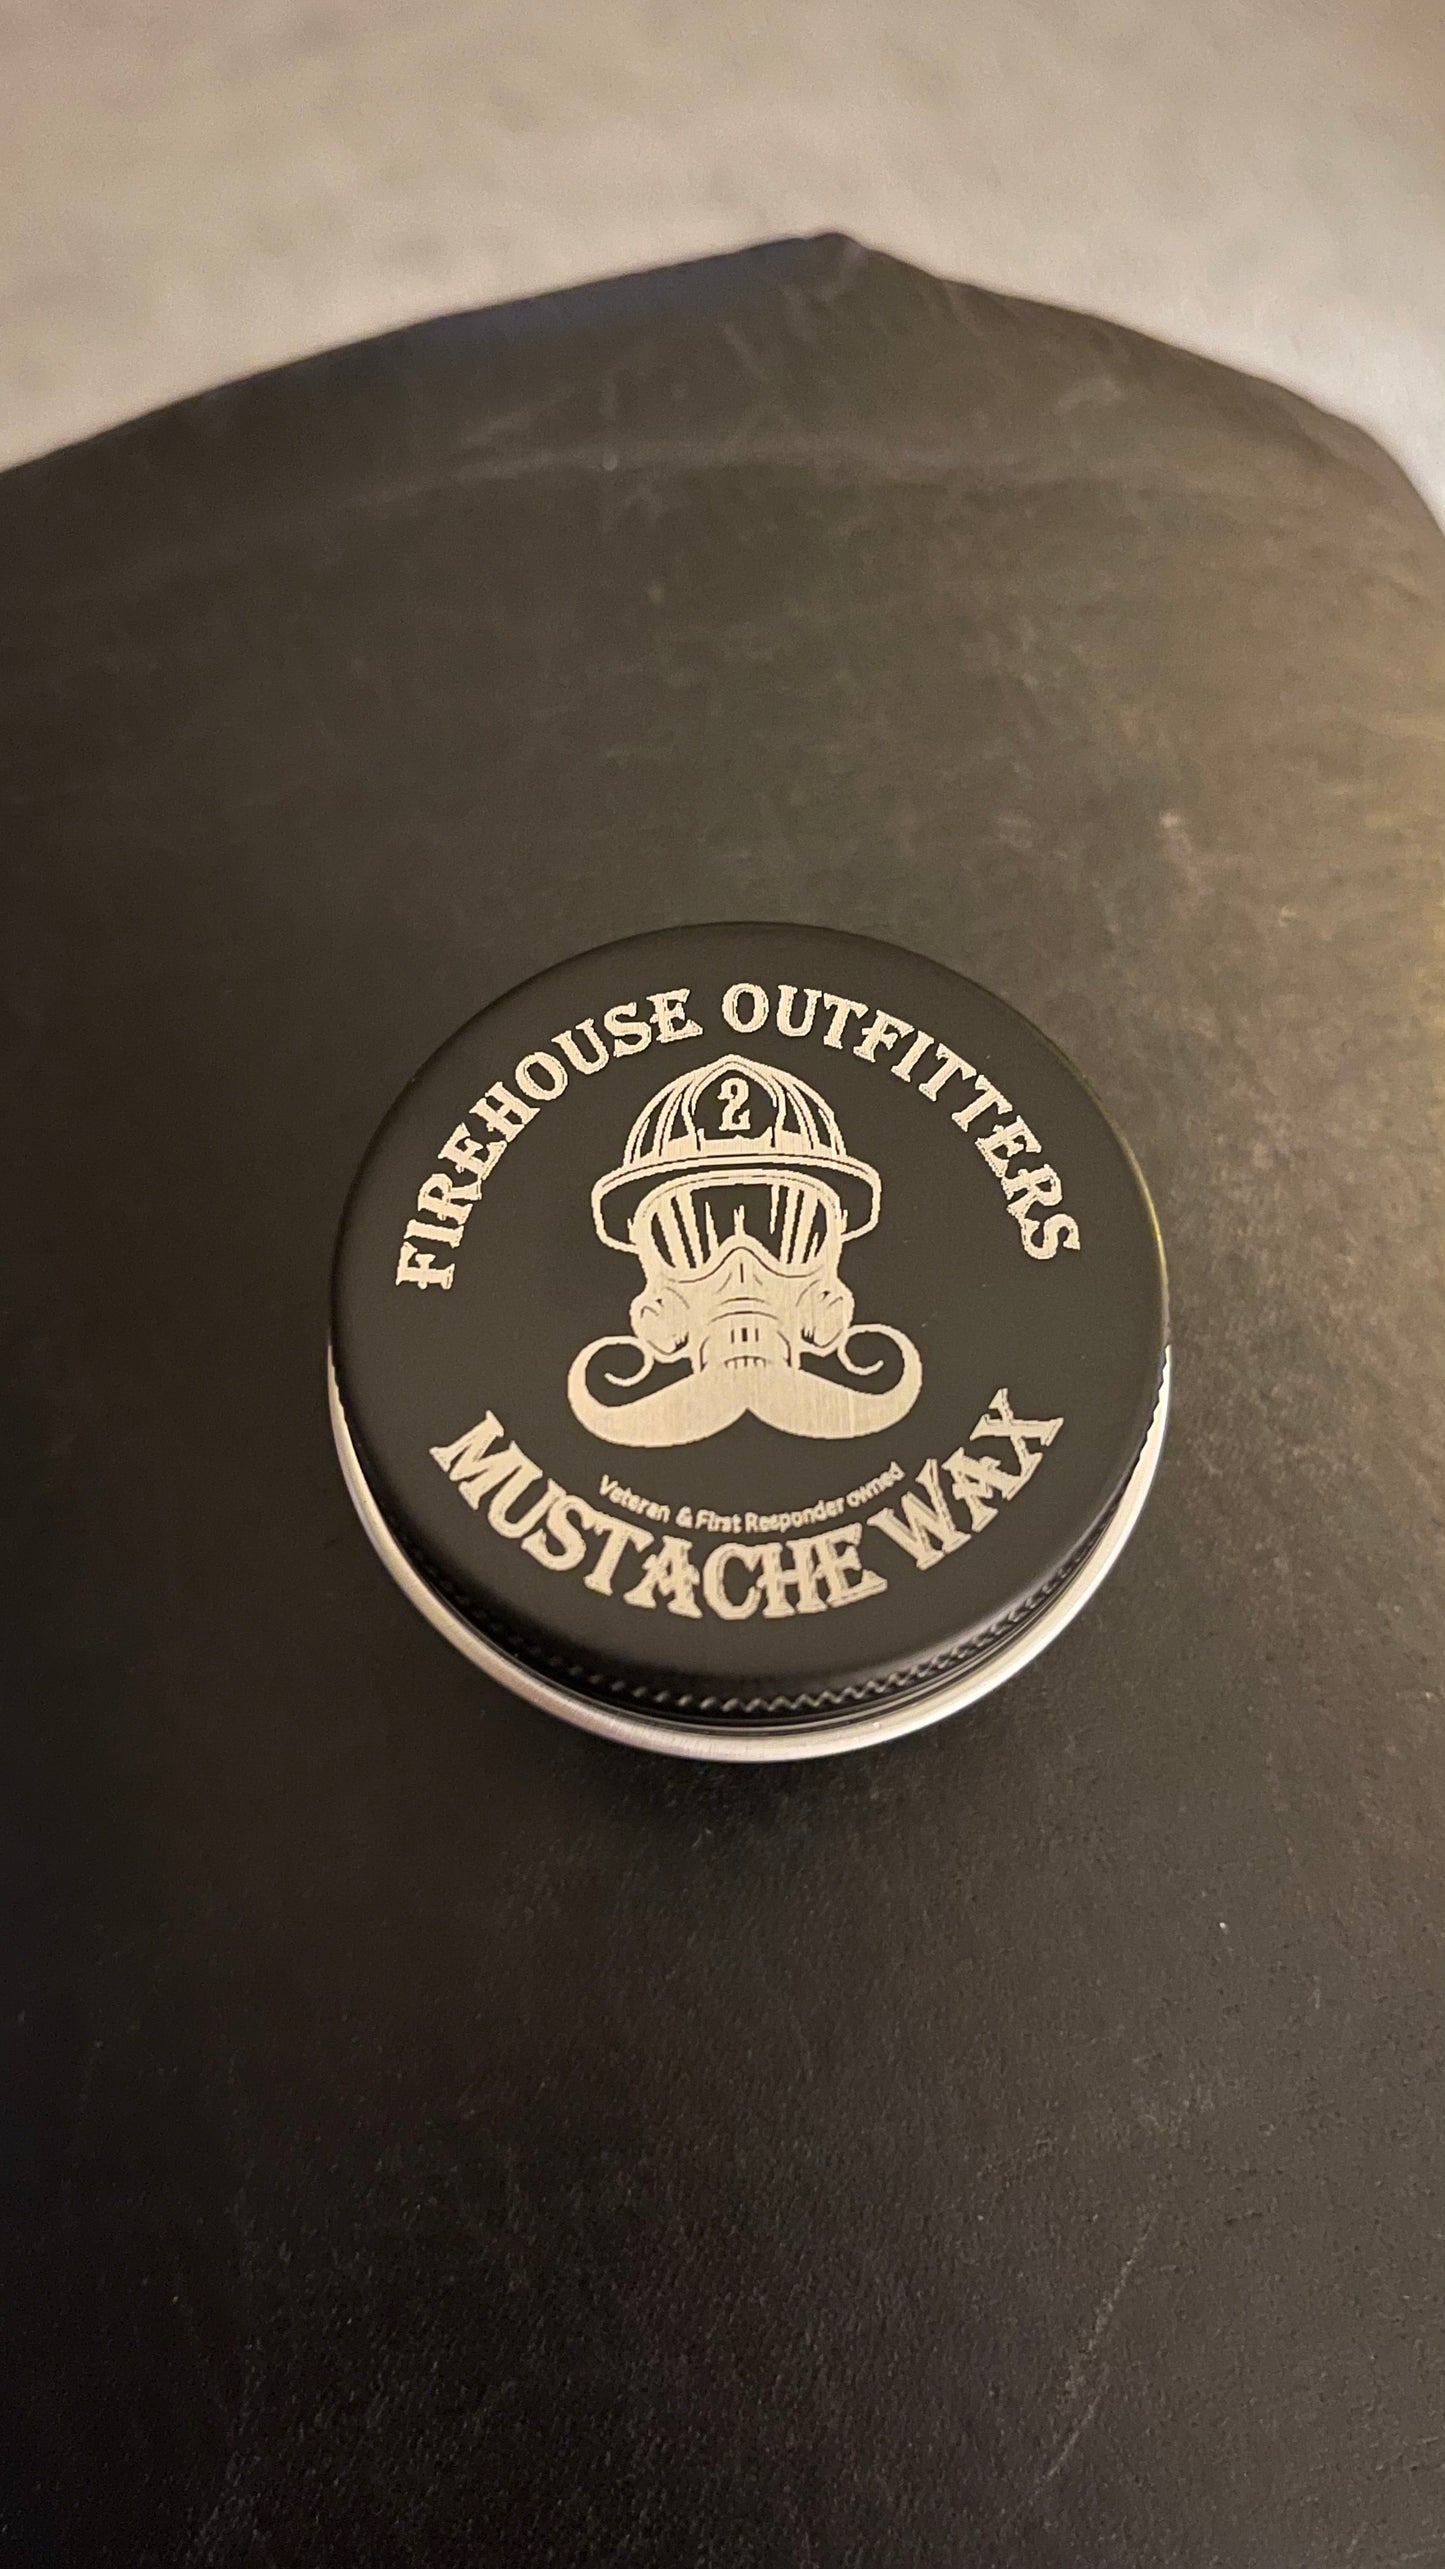 FIREHOUSE OUTFITTERS
2
Veteran & First Responder owned
MUSTACHE WAX